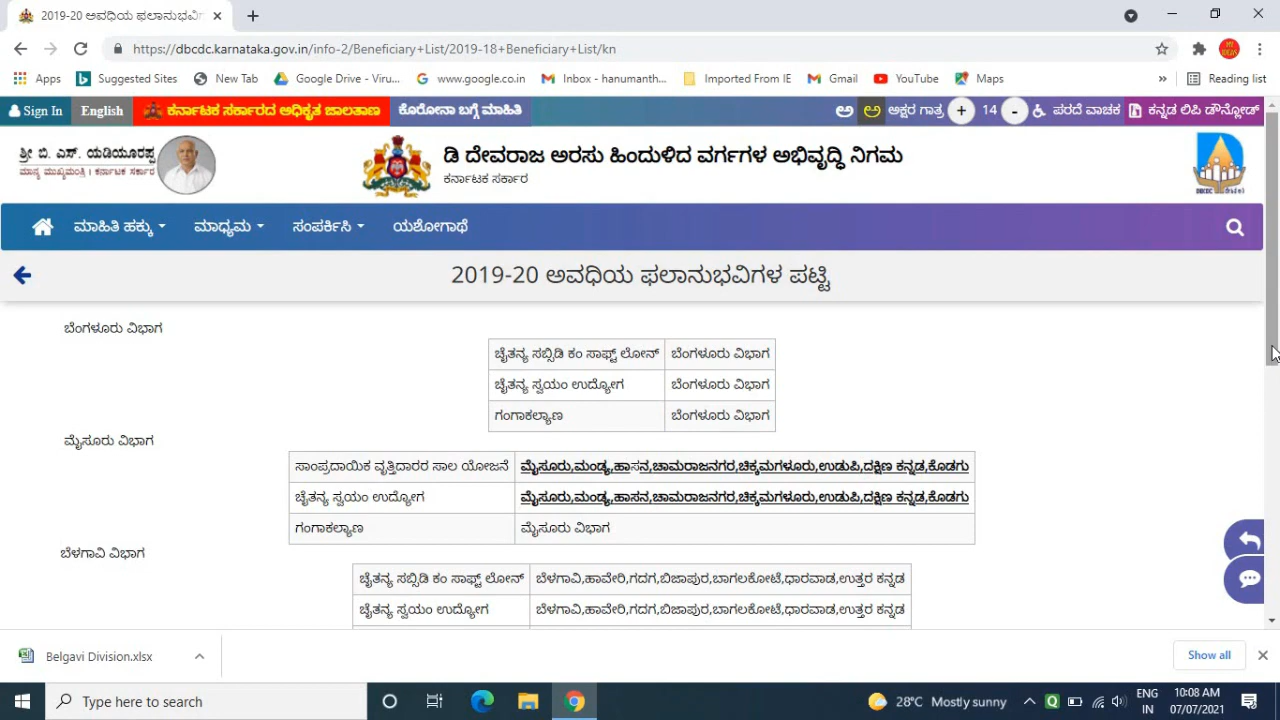 2019-20 ಅವಧಿಯ ಫಲಾನುಭವಿಗ
https://dbcdc.karnataka.gov.in/info-2/Beneficiary+List/2019-18+Beneficiary+List/kn
Apps Suggested Sites New Tab Google Drive - Viru... www.google.co.in Inbox - hanumanth... Imported From IE Gmail YouTube Maps » Reading list
Sign In English ಕರ್ನಾಟಕ ಸರ್ಕಾರದ ಅಧಿಕೃತ ಜಾಲತಾಣ ಕೊರೋನಾ ಬಗ್ಗೆ ಮಾಹಿತಿ ಅ ಅ ಅಕ್ಷರ ಗಾತ್ರ + 14 - ಪರದೆ ವಾಚಕ ಕನ್ನಡ ಲಿಪಿ ಡೌನ್ಲೋಡ್
ಶ್ರೀ ಬಿ. ಎಸ್. ಯಡಿಯೂರಪ್ಪ
ಮಾನ್ಯ ಮುಖ್ಯಮಂತ್ರಿ | ಕರ್ನಾಟಕ ಸರ್ಕಾರ
ಡಿ ದೇವರಾಜ ಅರಸು ಹಿಂದುಳಿದ ವರ್ಗಗಳ ಅಭಿವೃದ್ಧಿ ನಿಗಮ
ಕರ್ನಾಟಕ ಸರ್ಕಾರ
ಮಾಹಿತಿ ಹಕ್ಕು ಮಾಧ್ಯಮ ಸಂಪರ್ಕಿಸಿ ಯಶೋಗಾಥೆ
2019-20 ಅವಧಿಯ ಫಲಾನುಭವಿಗಳ ಪಟ್ಟಿ
ಬೆಂಗಳೂರು ವಿಭಾಗ
ಚೈತನ್ಯ ಸಬ್ಸಿಡಿ ಕಂ ಸಾಫ್ಟ್ ಲೋನ್ ಬೆಂಗಳೂರು ವಿಭಾಗ
ಚೈತನ್ಯ ಸ್ವಯಂ ಉದ್ಯೋಗ ಬೆಂಗಳೂರು ವಿಭಾಗ
ಗಂಗಾಕಲ್ಯಾಣ ಬೆಂಗಳೂರು ವಿಭಾಗ
ಮೈಸೂರು ವಿಭಾಗ
ಸಾಂಪ್ರದಾಯಿಕ ವೃತ್ತಿದಾರರ ಸಾಲ ಯೋಜನೆ ಮೈಸೂರು,ಮಂಡ್ಯ,ಹಾಸನ,ಚಾಮರಾಜನಗರ,ಚಿಕ್ಕಮಗಳೂರು,ಉಡುಪಿ,ದಕ್ಷಿಣ ಕನ್ನಡ,ಕೊಡಗು
ಚೈತನ್ಯ ಸ್ವಯಂ ಉದ್ಯೋಗ ಮೈಸೂರು,ಮಂಡ್ಯ,ಹಾಸನ,ಚಾಮರಾಜನಗರ,ಚಿಕ್ಕಮಗಳೂರು,ಉಡುಪಿ,ದಕ್ಷಿಣ ಕನ್ನಡ,ಕೊಡಗು
ಗಂಗಾಕಲ್ಯಾಣ ಮೈಸೂರು ವಿಭಾಗ
ಬೆಳಗಾವಿ ವಿಭಾಗ
ಚೈತನ್ಯ ಸಬ್ಸಿಡಿ ಕಂ ಸಾಫ್ಟ್ ಲೋನ್ ಬೆಳಗಾವಿ,ಹಾವೇರಿ,ಗದಗ,ಬಿಜಾಪುರ,ಬಾಗಲಕೋಟೆ,ಧಾರವಾಡ,ಉತ್ತರ ಕನ್ನಡ
ಚೈತನ್ಯ ಸ್ವಯಂ ಉದ್ಯೋಗ ಬೆಳಗಾವಿ,ಹಾವೇರಿ,ಗದಗ,ಬಿಜಾಪುರ,ಬಾಗಲಕೋಟೆ,ಧಾರವಾಡ,ಉತ್ತರ ಕನ್ನಡ
Belgavi Division.xlsx Show all
Type here to search 28°C Mostly sunny ENG IN 10:08 AM 07/07/2021